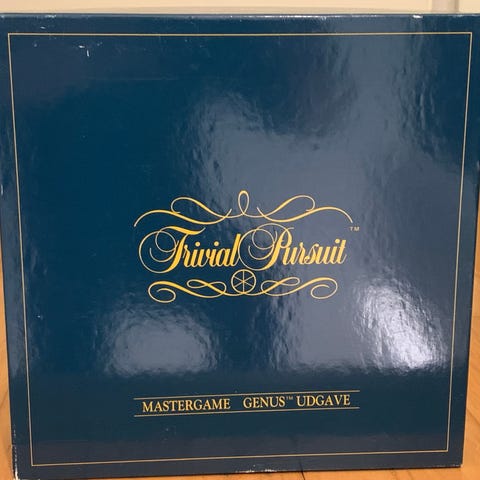 Trivial Pursuit™
MASTERGAME GENUS™ UDGAVE